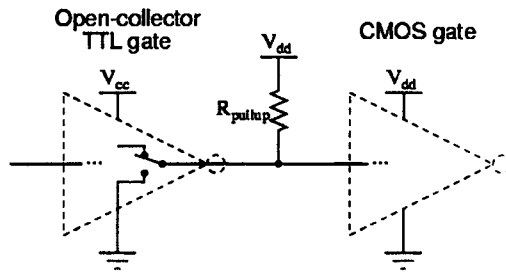 Open-collector
TTL gate
CMOS gate
Vdd
Vcc
Vdd
Rpullup
...
...